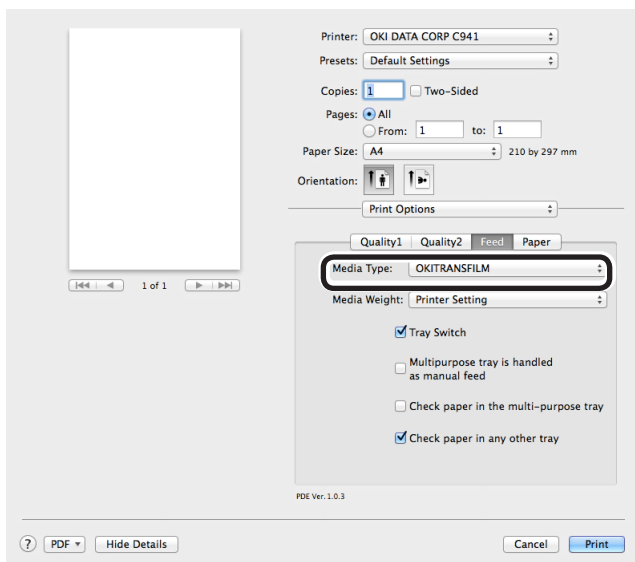 Printer: OKI DATA CORP C941
Presets: Default Settings
Copies: 1 Two-Sided
Pages: All
From: 1 to: 1
Paper Size: A4 210 by 297 mm
Orientation:
Print Options
Quality1 Quality2 Feed Paper
Media Type: OKITRANSFILM
1 of 1
Media Weight: Printer Setting
Tray Switch
Multipurpose tray is handled
as manual feed
Check paper in the multi-purpose tray
Check paper in any other tray
PDE Ver. 1.0.3
? PDF Hide Details Cancel Print